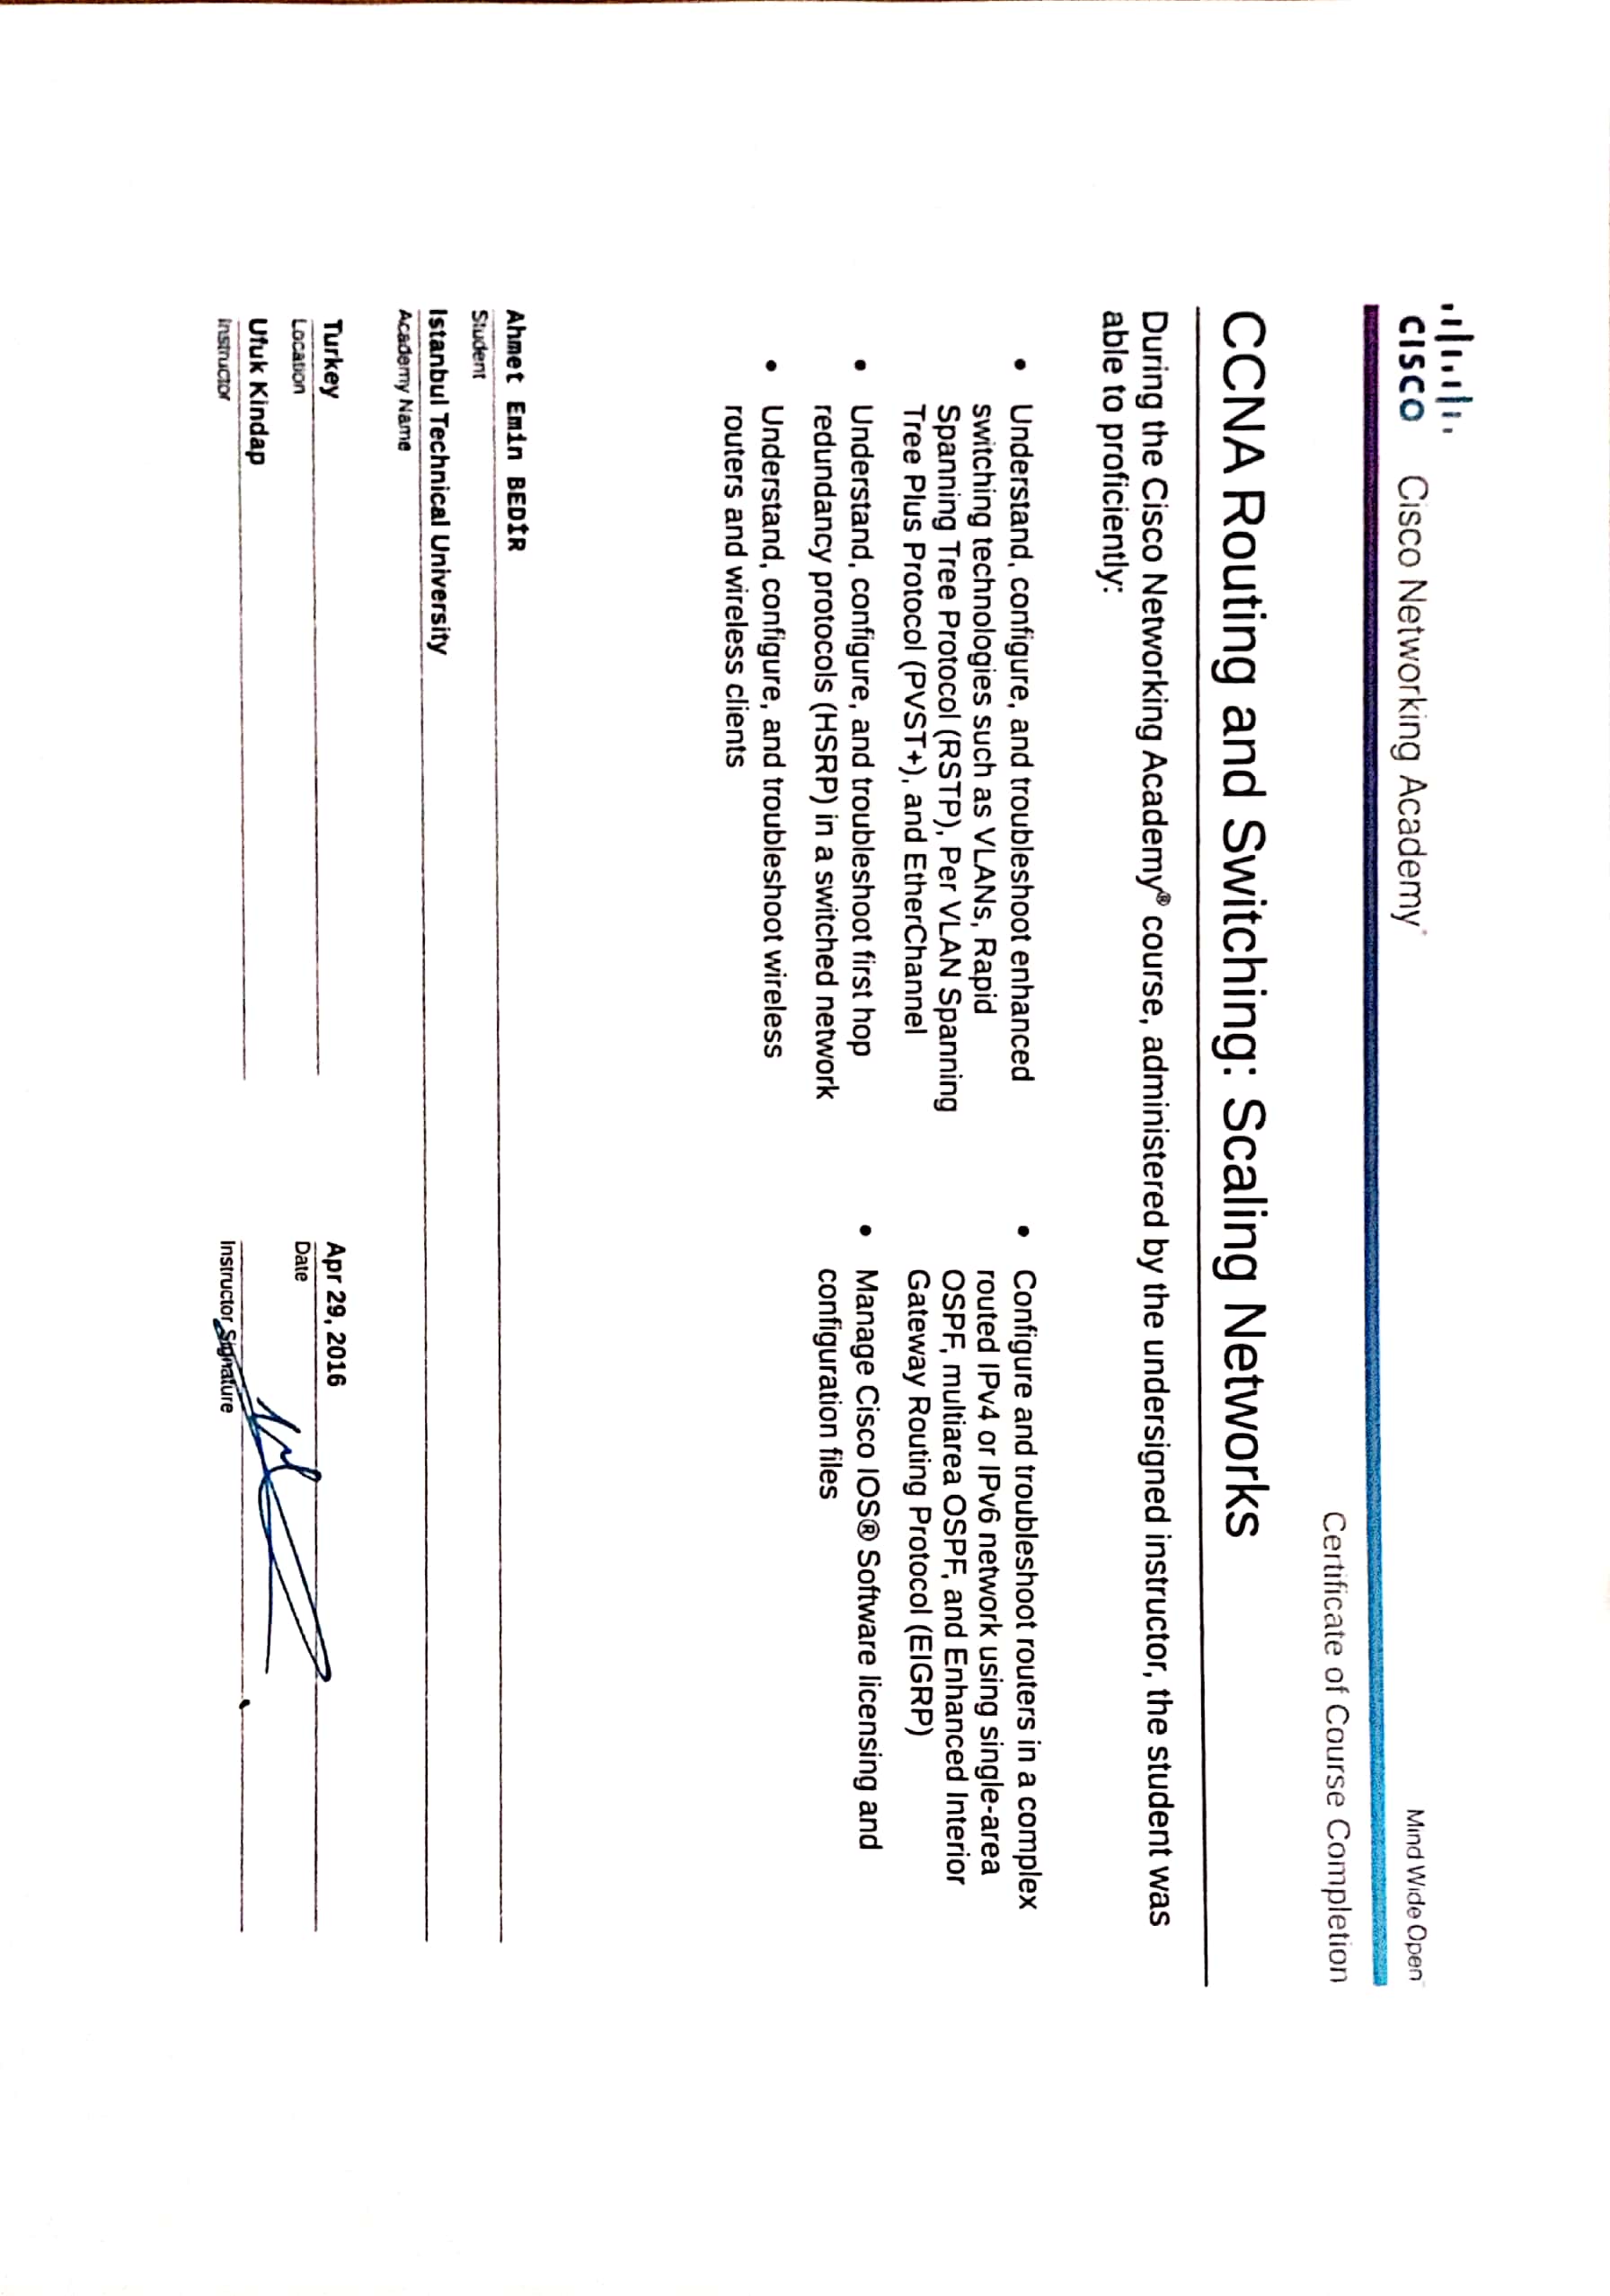 CISCO
Cisco Networking Academy
Mind Wide Open™
Certificate of Course Completion
CCNA Routing and Switching: Scaling Networks
During the Cisco Networking Academy® course, administered by the undersigned instructor, the student was
able to proficiently:
• Understand, configure, and troubleshoot enhanced
switching technologies such as VLANs, Rapid
Spanning Tree Protocol (RSTP), Per VLAN Spanning
Tree Plus Protocol (PVST+), and EtherChannel
• Understand, configure, and troubleshoot first hop
redundancy protocols (HSRP) in a switched network
• Understand, configure, and troubleshoot wireless
routers and wireless clients
• Configure and troubleshoot routers in a complex
routed IPv4 or IPv6 network using single-area
OSPF, multiarea OSPF, and Enhanced Interior
Gateway Routing Protocol (EIGRP)
• Manage Cisco IOS® Software licensing and
configuration files
Ahmet Emin BEDİR
Student
Istanbul Technical University
Academy Name
Turkey
Location
Apr 29, 2016
Date
Ufuk Kindap
Instructor
Instructor Signature